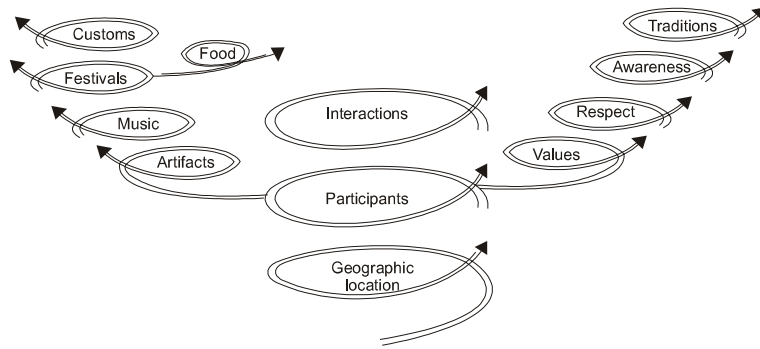 Customs
Food
Festivals
Music
Artifacts
Interactions
Participants
Geographic
location
Traditions
Awareness
Respect
Values